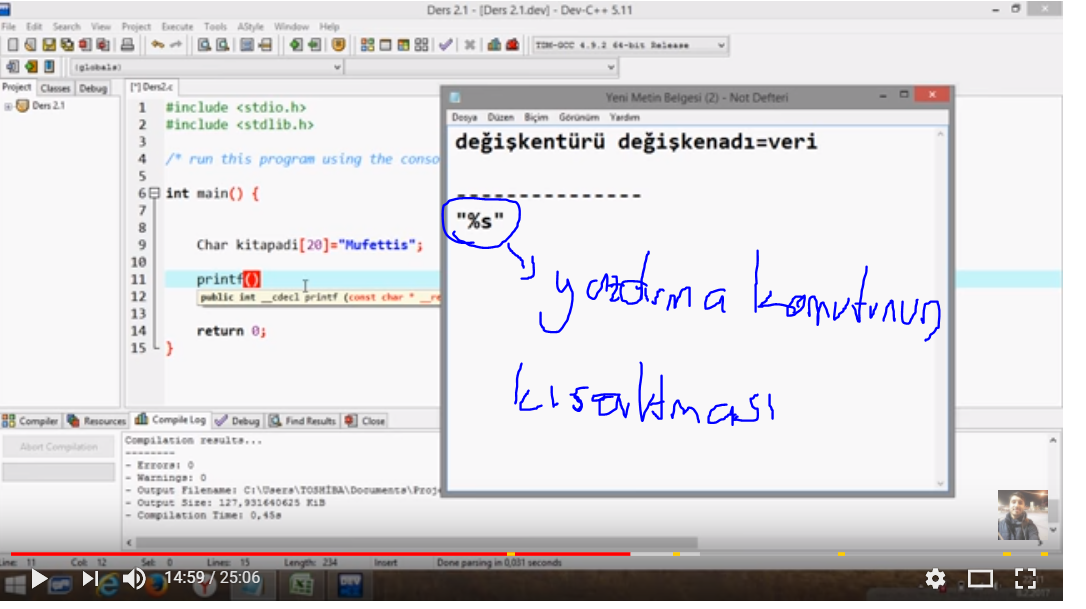 Ders 2.1 - [Ders 2.1.dev] - Dev-C++ 5.11
File Edit Search View Project Execute Tools AStyle Window Help
TDM-GCC 4.9.2 64-bit Release
(globals)
Project Classes Debug
[*] Ders2.c
Ders 2.1
1 #include <stdio.h>
2 #include <stdlib.h>
3
4 /* run this program using the conso
5
6 int main() {
7
8
9 Char kitapadi[20]="Mufettis";
10
11 printf()
12 public int __cdecl printf (const char * __re
13
14 return 0;
15 }
Yeni Metin Belgesi (2) - Not Defteri
Dosya Düzen Biçim Görünüm Yardım
değişkentürü değişkenadı=veri
----------------
"%s"
yazdırma komutunun
kısaltması
Compiler Resources Compile Log Debug Find Results Close
Abort Compilation
Compilation results...
--------
- Errors: 0
- Warnings: 0
- Output Filename: C:\Users\TOSHİBA\Documents\Proj
- Output Size: 127,931640625 KiB
- Compilation Time: 0,45s
Line: 11 Col: 12 Sel: 0 Lines: 15 Length: 234 Insert Done parsing in 0,031 seconds
14:59 / 25:06